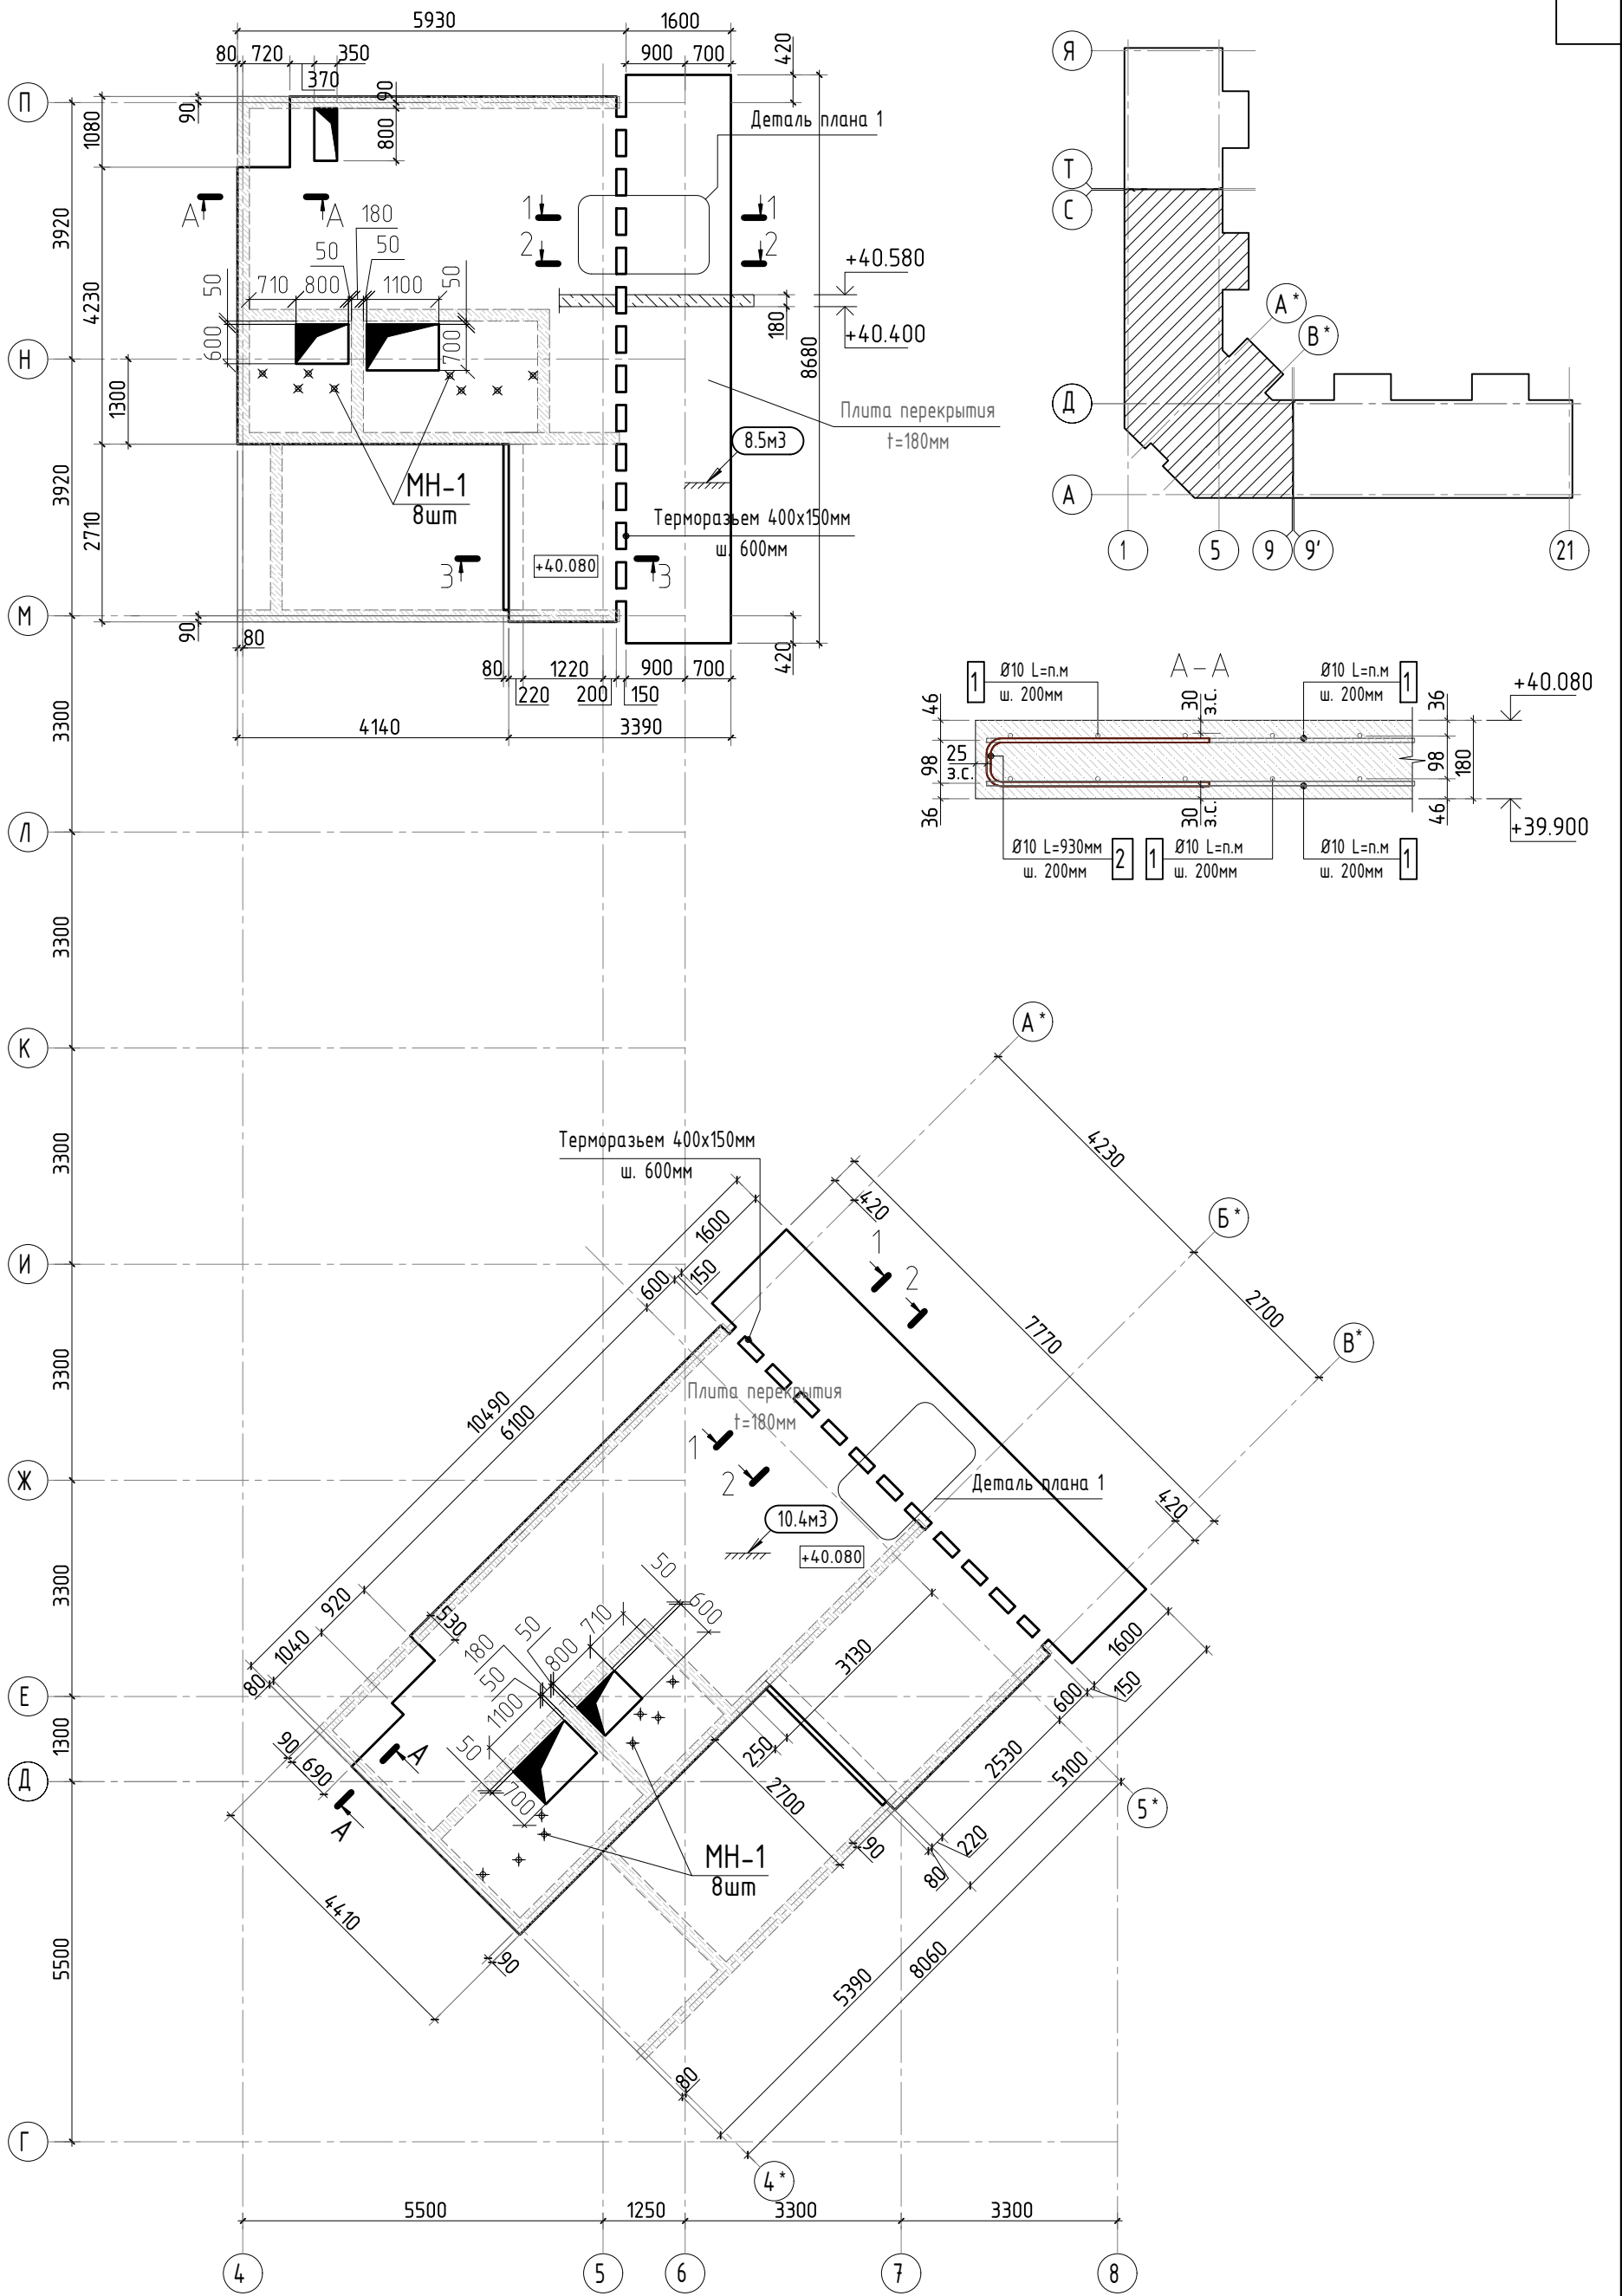 5930
1600
80
720
350
370
900
700
420
90
П
90
1080
800
Деталь плана 1
А
А
180
1
1
50
50
2
2
3920
50
710
800
1100
50
+40.580
4230
600
700
180
+40.400
8680
Н
1300
Плита перекрытия
t=180мм
8.5м3
МН-1
8шт
3920
2710
Терморазьем 400х150мм
ш. 600мм
3
+40.080
3
М
90
80
80
1220
900
700
420
220
200
150
4140
3390
3300
Л
3300
К
3300
И
3300
Ж
3300
Е
1300
Д
5500
Г
Я
Т
С
А*
В*
Д
А
1
5
9
9'
21
А-А
1
Ø10 L=п.м
ш. 200мм
Ø10 L=п.м
ш. 200мм
1
+40.080
46
30
з.с.
36
98
25
з.с.
98
180
36
30
з.с.
46
+39.900
Ø10 L=930мм
ш. 200мм
2
1
Ø10 L=п.м
ш. 200мм
Ø10 L=п.м
ш. 200мм
1
А*
4230
Б*
2700
В*
Терморазьем 400х150мм
ш. 600мм
420
1600
600
150
1
2
7770
10490
6100
Плита перекрытия
t=180мм
1
2
Деталь плана 1
420
10.4м3
+40.080
50
600
710
800
50
180
50
1100
50
700
920
530
1040
80
90
690
А
А
3130
1600
150
600
250
2700
2530
5100
5*
90
220
80
МН-1
8шт
4410
90
5390
8060
80
4*
5500
1250
3300
3300
4
5
6
7
8